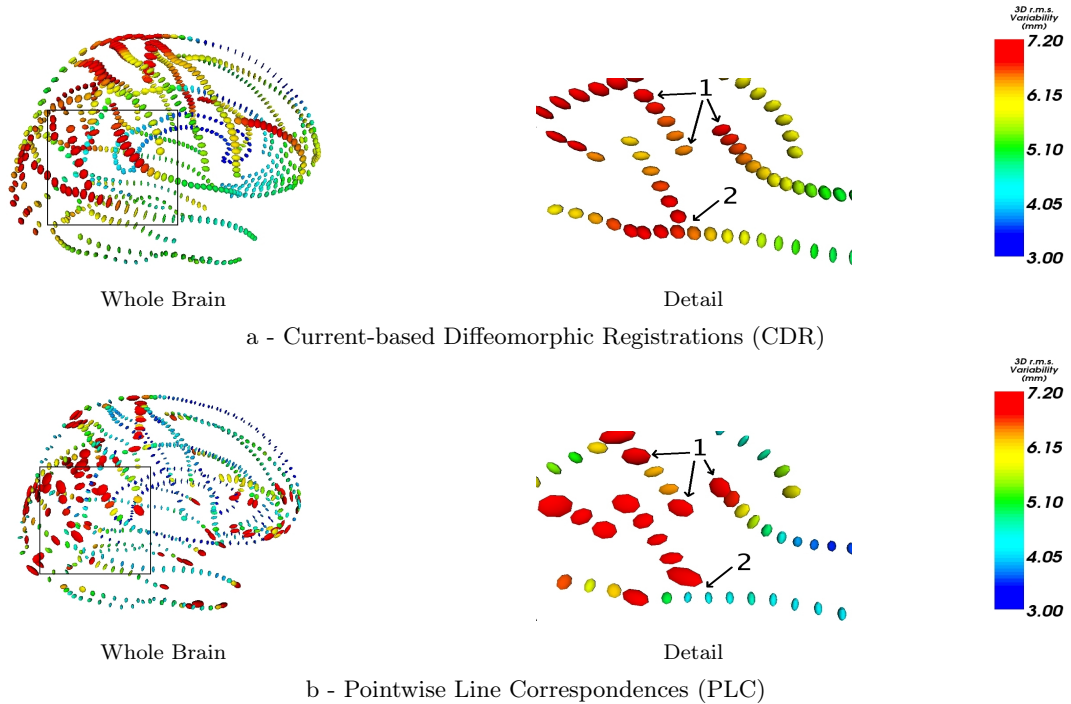 3D r.m.s.
Variability
(mm)
7.20
6.15
5.10
4.05
3.00
1
2
Whole Brain
Detail
a - Current-based Diffeomorphic Registrations (CDR)
3D r.m.s.
Variability
(mm)
7.20
6.15
5.10
4.05
3.00
1
2
Whole Brain
Detail
b - Pointwise Line Correspondences (PLC)